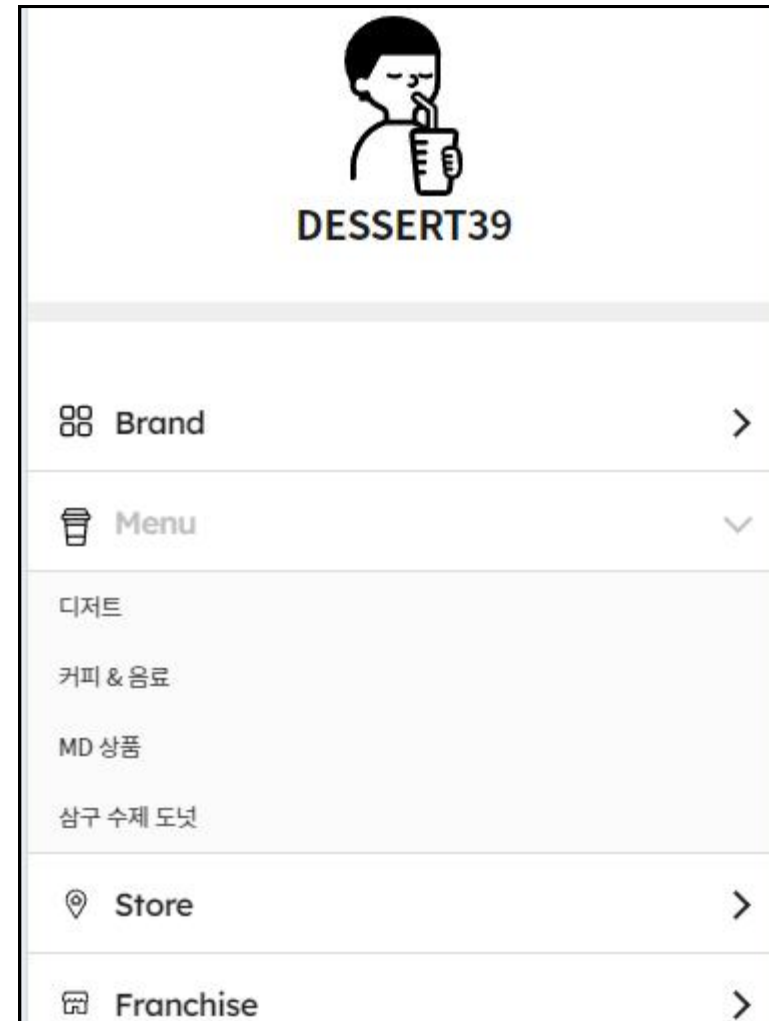 DESSERT39
Brand
Menu
디저트
커피 & 음료
MD 상품
삼구 수제 도넛
Store
Franchise